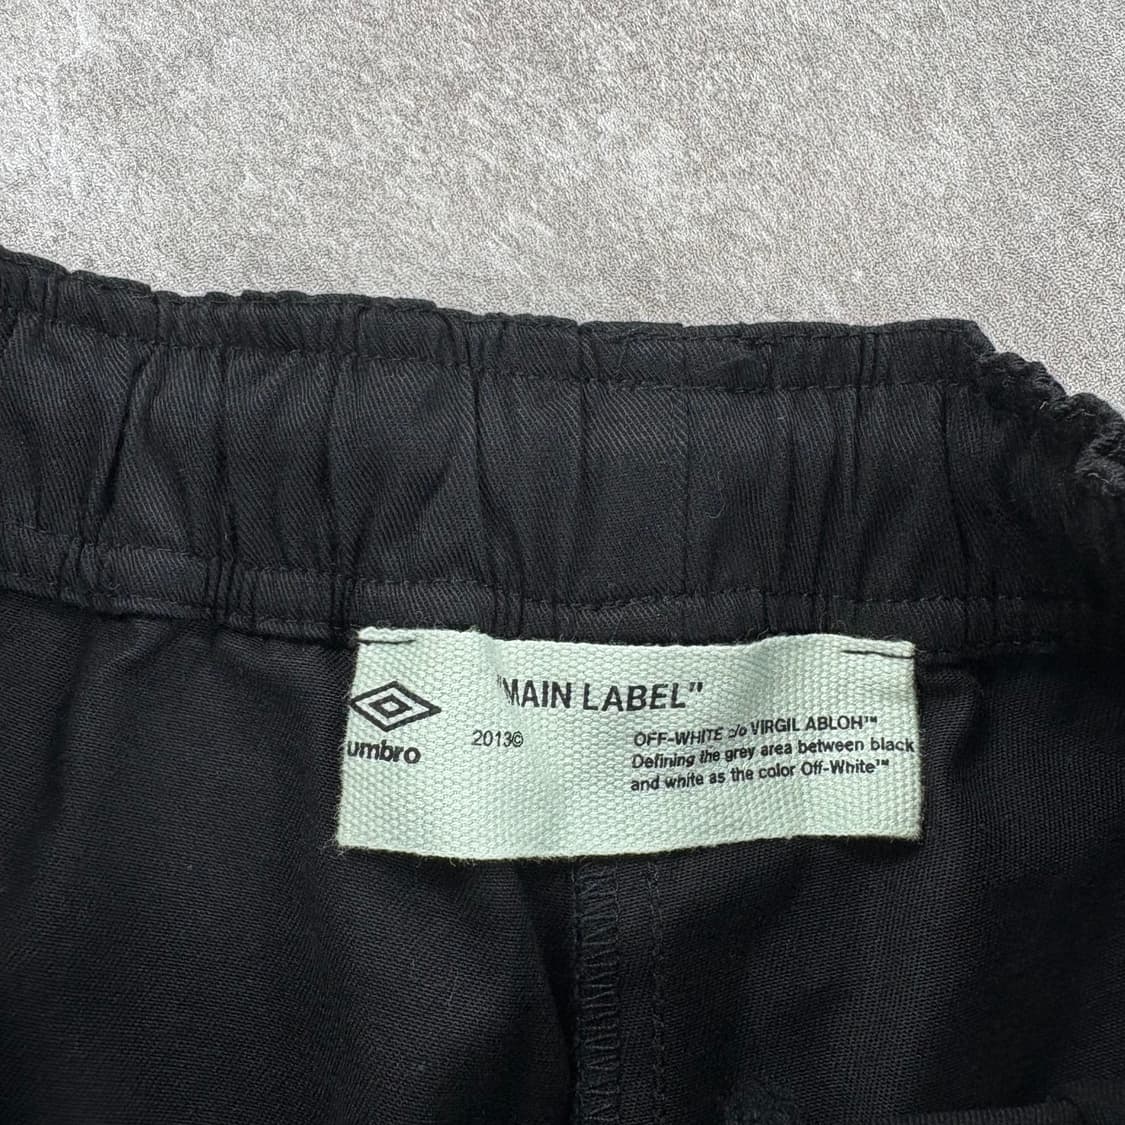 "MAIN LABEL"
umbro
2013©
OFF-WHITE c/o VIRGIL ABLOH™
Defining the grey area between black
and white as the color Off-White™